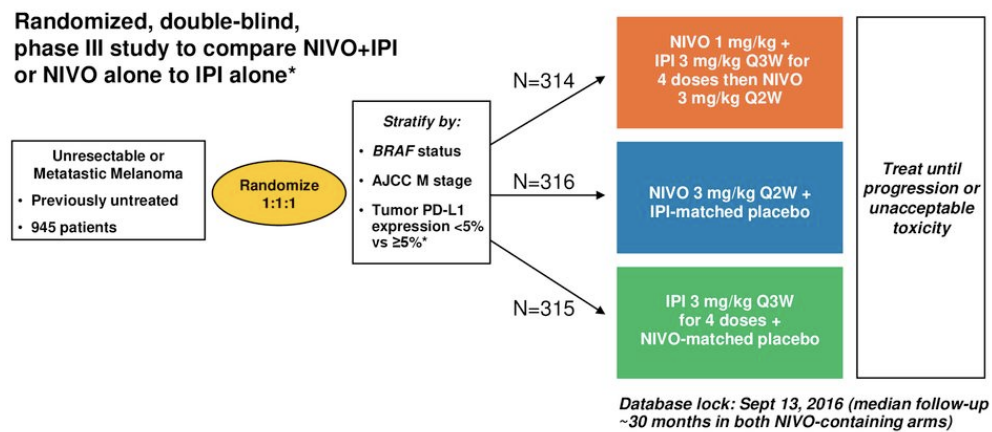 Randomized, double-blind,
phase III study to compare NIVO+IPI
or NIVO alone to IPI alone*
Unresectable or
Metatastic Melanoma
• Previously untreated
• 945 patients
Randomize
1:1:1
Stratify by:
• BRAF status
• AJCC M stage
• Tumor PD-L1
expression <5%
vs ≥5%*
N=314
N=316
N=315
NIVO 1 mg/kg +
IPI 3 mg/kg Q3W for
4 doses then NIVO
3 mg/kg Q2W
NIVO 3 mg/kg Q2W +
IPI-matched placebo
IPI 3 mg/kg Q3W
for 4 doses +
NIVO-matched placebo
Treat until
progression or
unacceptable
toxicity
Database lock: Sept 13, 2016 (median follow-up
~30 months in both NIVO-containing arms)